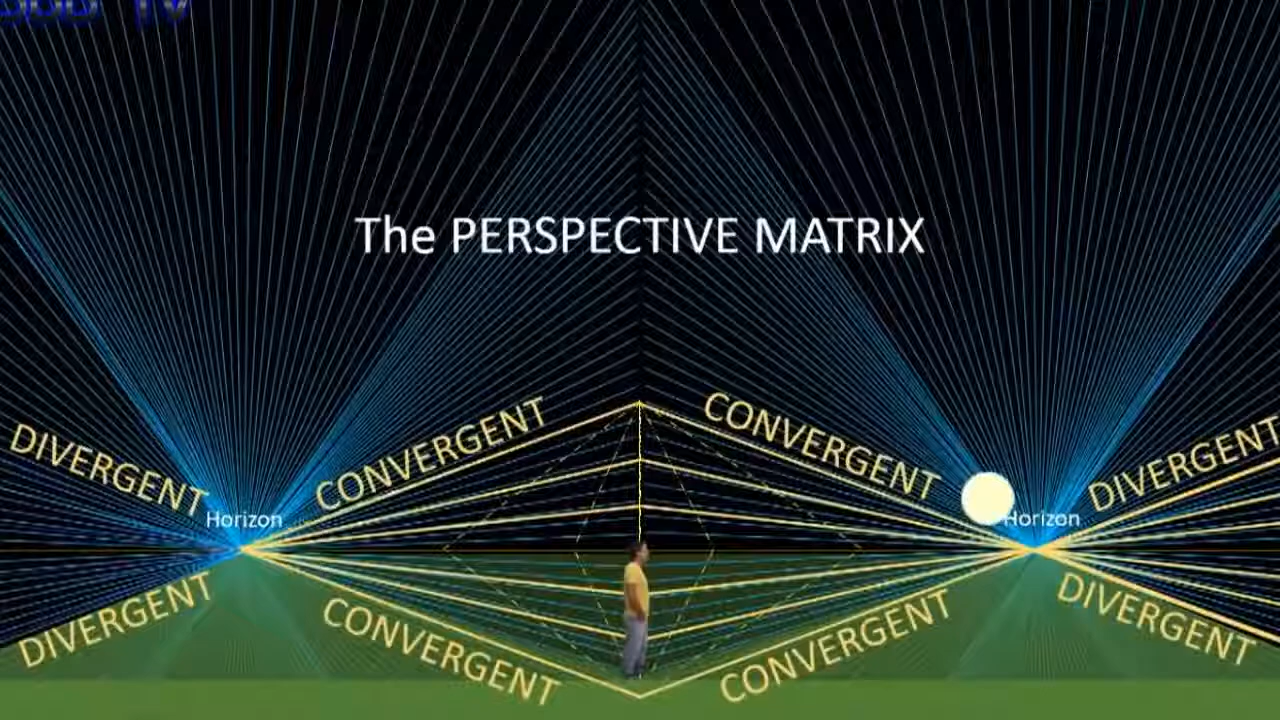 The PERSPECTIVE MATRIX
CONVERGENT
CONVERGENT
DIVERGENT
DIVERGENT
Horizon
Horizon
DIVERGENT
CONVERGENT
CONVERGENT
DIVERGENT